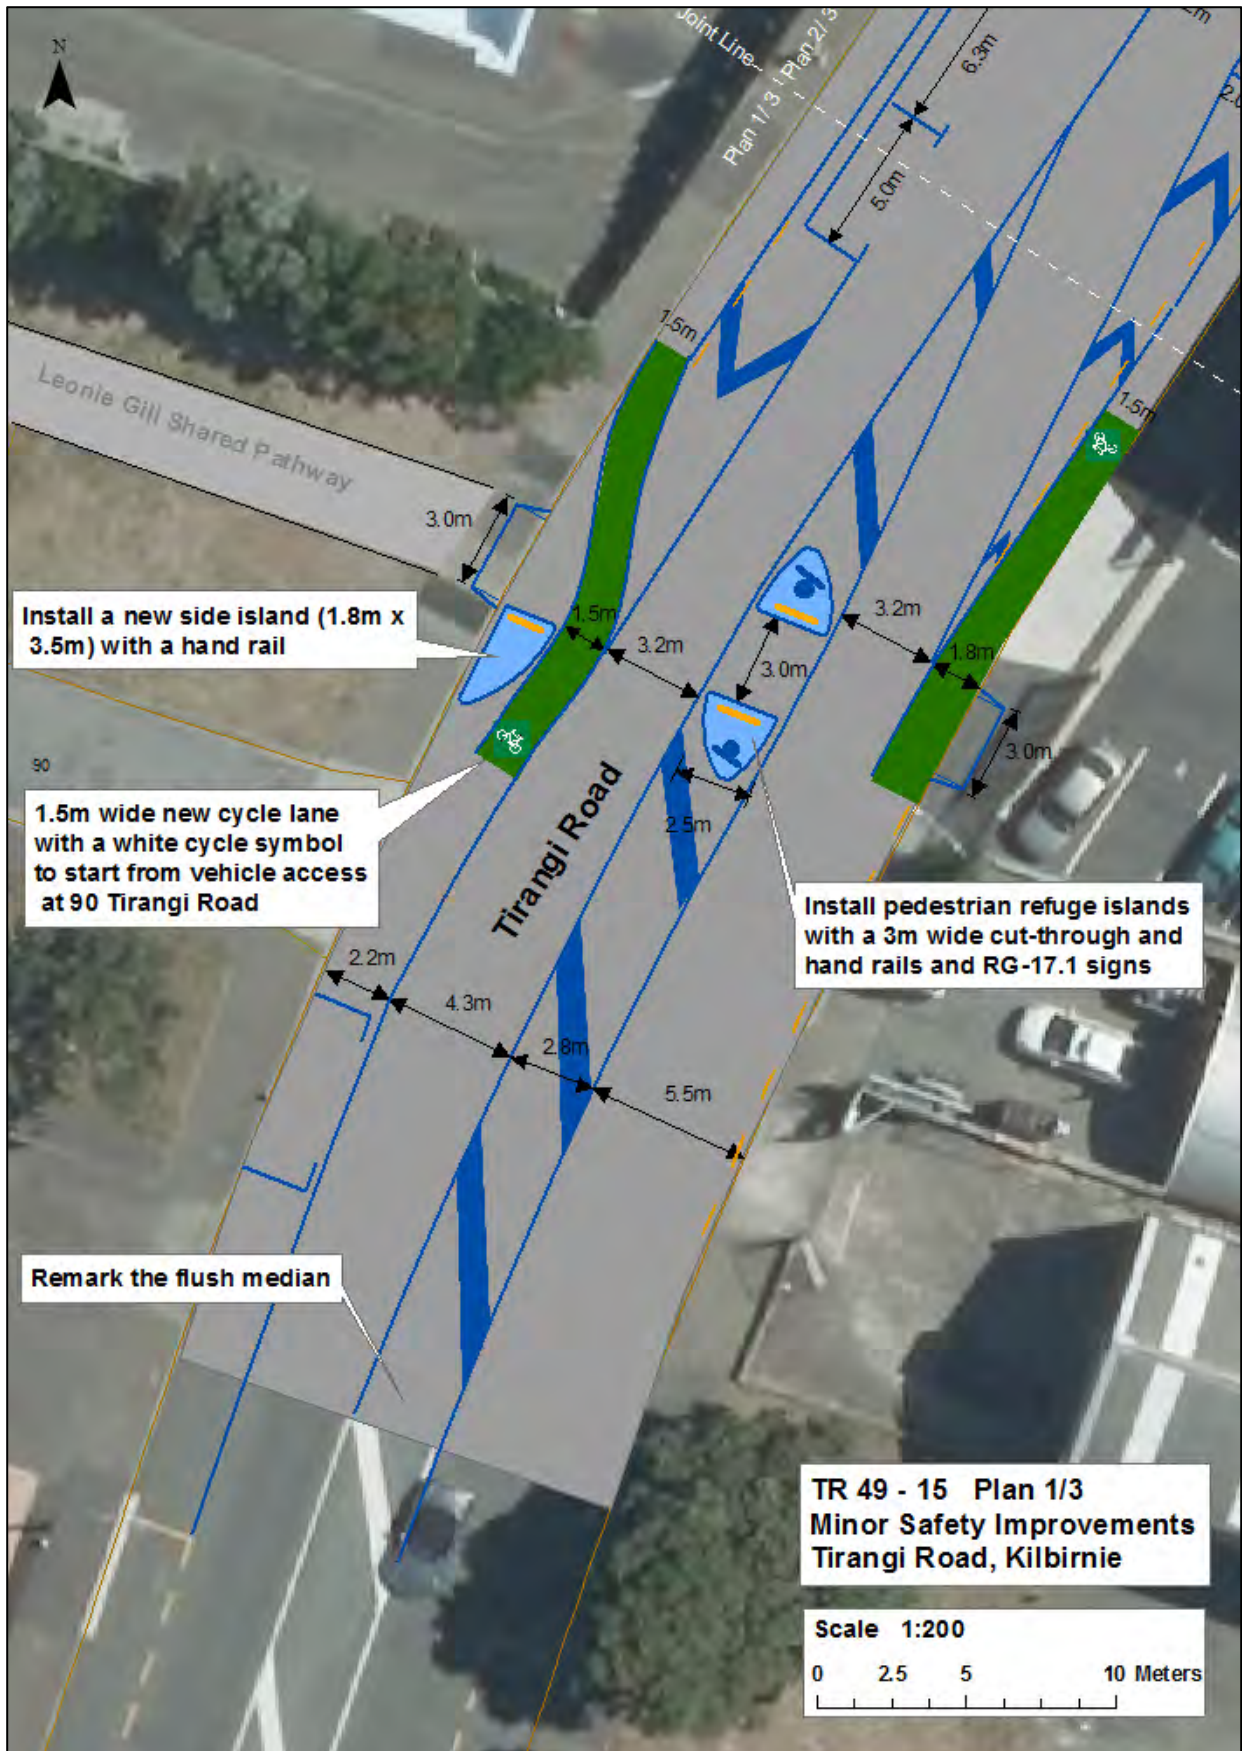 N
Joint Line
Plan 2/ 3
Plan 1/ 3
6.3m
5.0m
1.5m
1.5m
Leonie Gill Shared Pathway
3.0m
Install a new side island (1.8m x
3.5m) with a hand rail
1.5m
3.2m
3.2m
3.0m
1.8m
3.0m
90
1.5m wide new cycle lane
with a white cycle symbol
to start from vehicle access
at 90 Tirangi Road
Tirangi Road
2.5m
Install pedestrian refuge islands
with a 3m wide cut-through and
hand rails and RG-17.1 signs
2.2m
4.3m
2.8m
5.5m
Remark the flush median
TR 49 - 15 Plan 1/3
Minor Safety Improvements
Tirangi Road, Kilbirnie
Scale 1:200
0 2.5 5 10 Meters